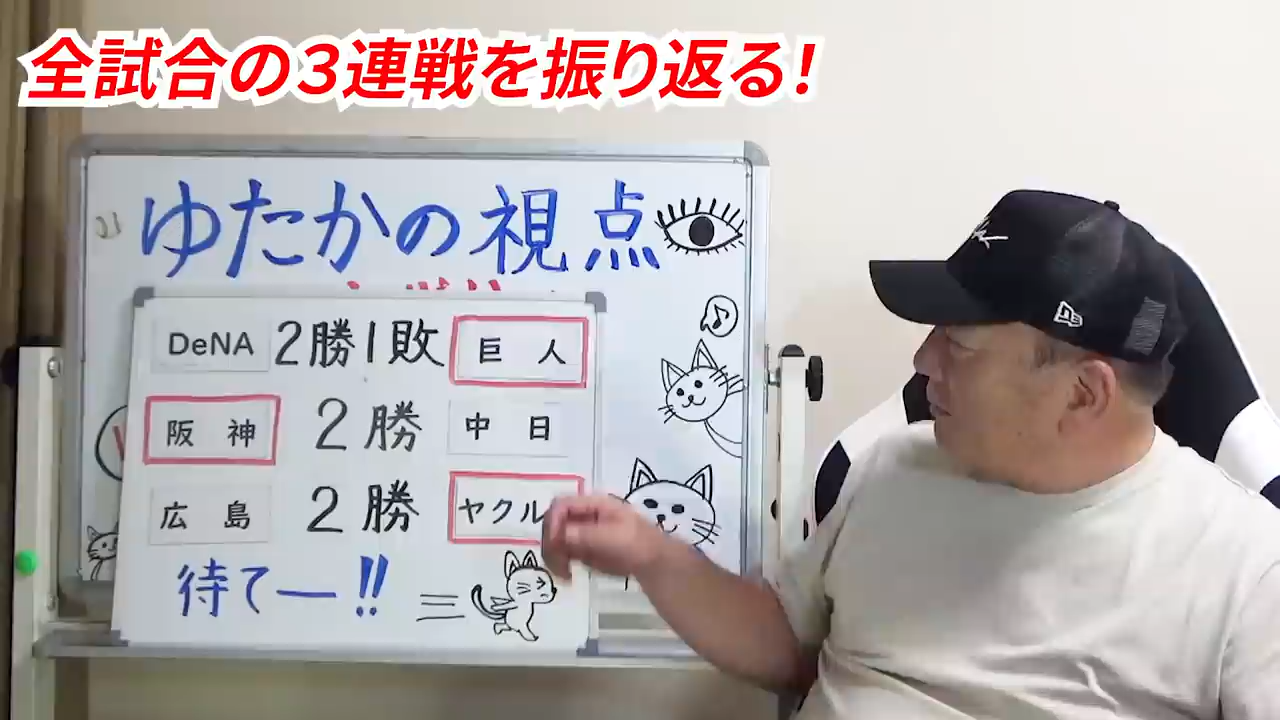 全試合の3連戦を振り返る!
ゆたかの視点
DeNA 2勝1敗 巨人
阪神 2勝 中日
広島 2勝 ヤクル
待てー!!